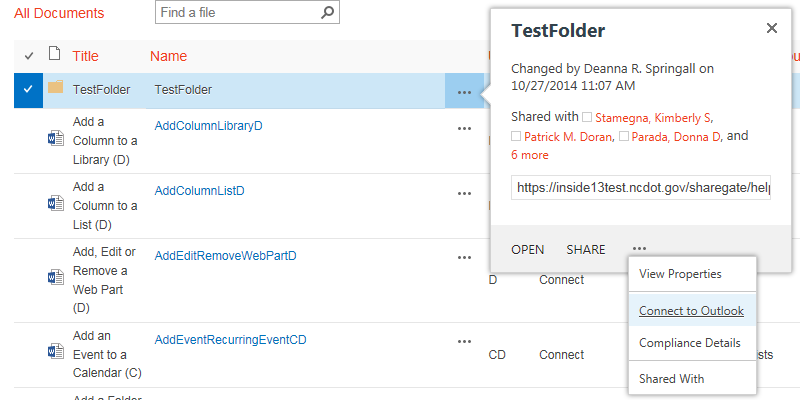 All Documents
Find a file
Title Name
TestFolder TestFolder
Add a
Column to a
Library (D)
AddColumnLibraryD
Add a
Column to a
List (D)
AddColumnListD
Add, Edit or
Remove a
Web Part
(D)
AddEditRemoveWebPartD
D Connect
Add an
Event to a
Calendar (C)
AddEventRecurringEventCD
CD Connect
Add a Folder
TestFolder
Changed by Deanna R. Springall on
10/27/2014 11:07 AM
Shared with Stamegna, Kimberly S,
Patrick M. Doran, Parada, Donna D, and
6 more
https://inside13test.ncdot.gov/sharegate/help
OPEN SHARE
View Properties
Connect to Outlook
Compliance Details
Shared With